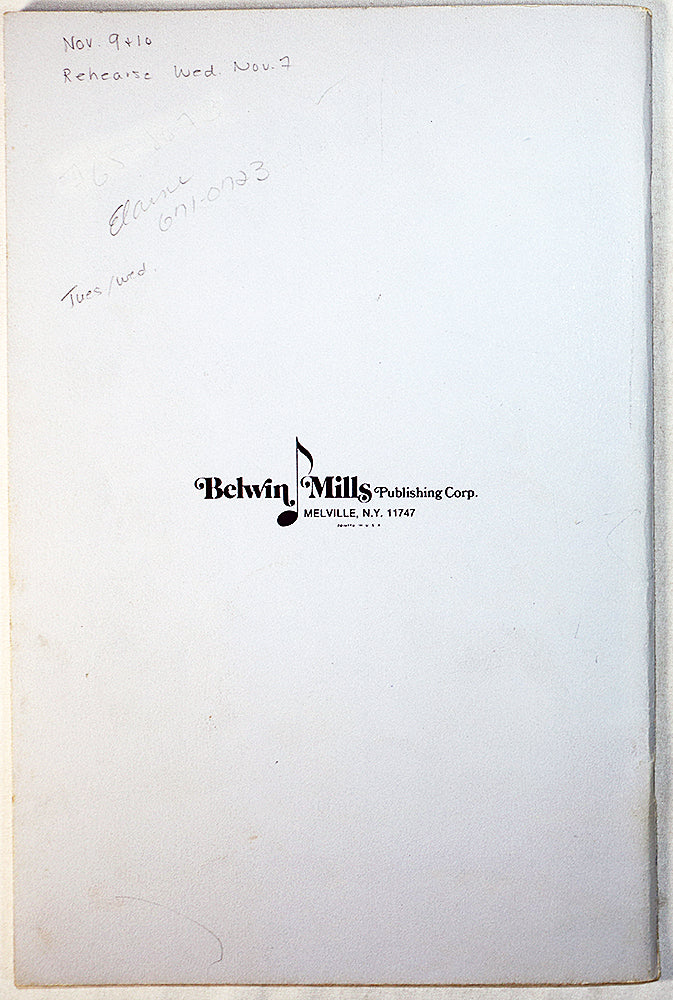 Nov. 9+10
Rehearse Wed. Nov. 7
Elaine
671-0723
Tues/wed.
Belwin Mills Publishing Corp.
MELVILLE, N.Y. 11747